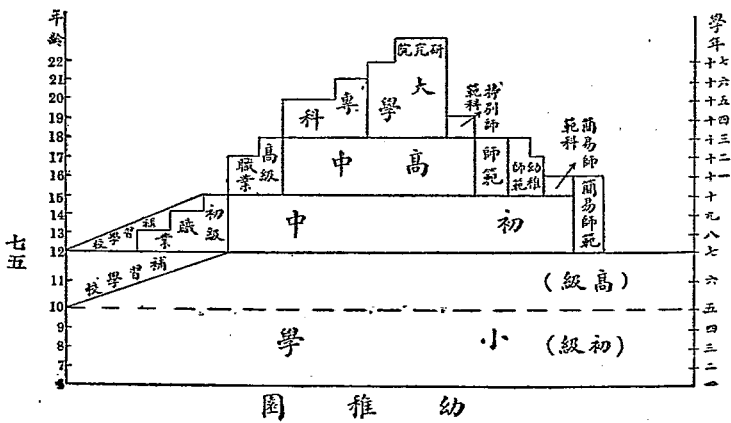 年齡
學年
22
21
20
19
18
17
16
15
14
13
12
11
10
9
8
7
6
十七
十六
十五
十四
十三
十二
十一
十
九
八
七
六
五
四
三
二
一
研究院
大學
專科
特別師範科
簡易師範科
高中
師範
幼稚師範
簡易師範
高級職業
初中
初級職業
補習學校
補習學校
(高級)
小學
(初級)
幼稚園
七五